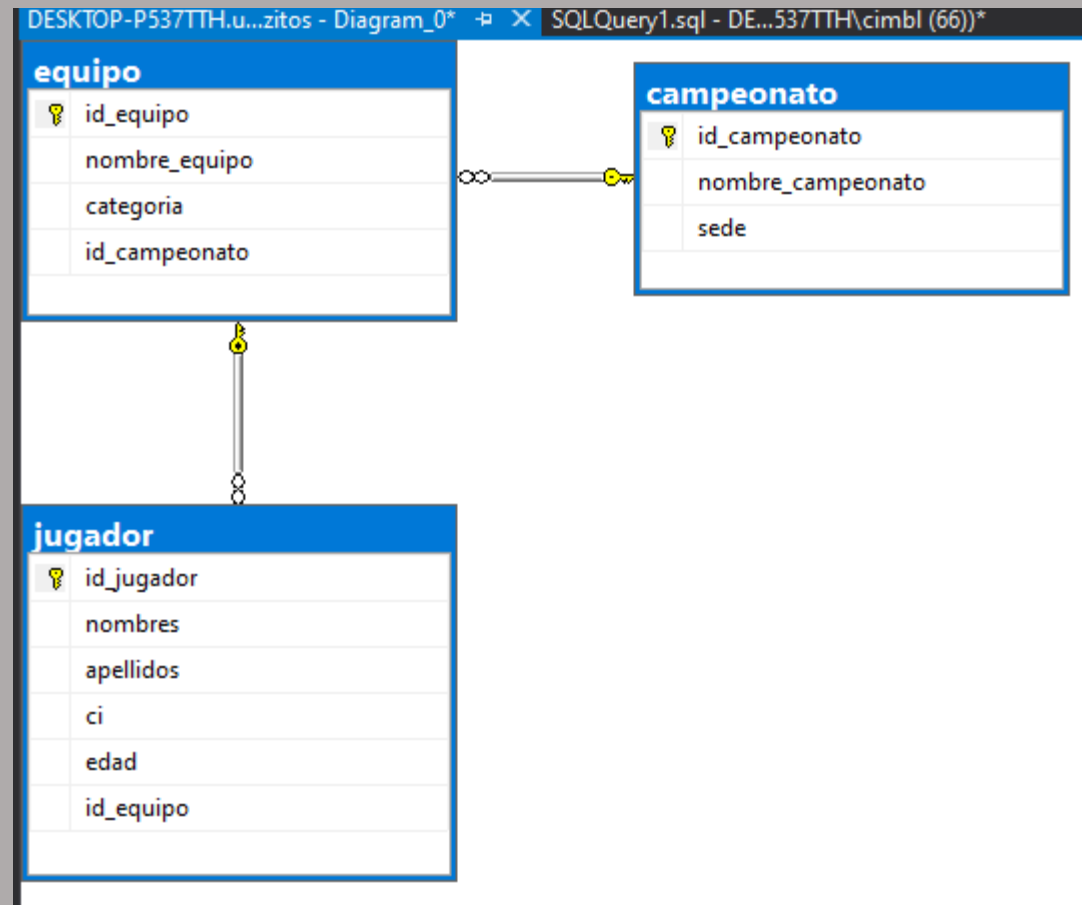 DESKTOP-P537TTH.u...zitos - Diagram_0* SQLQuery1.sql - DE...537TTH\cimbl (66))*
equipo
id_equipo
nombre_equipo
categoria
id_campeonato
campeonato
id_campeonato
nombre_campeonato
sede
jugador
id_jugador
nombres
apellidos
ci
edad
id_equipo